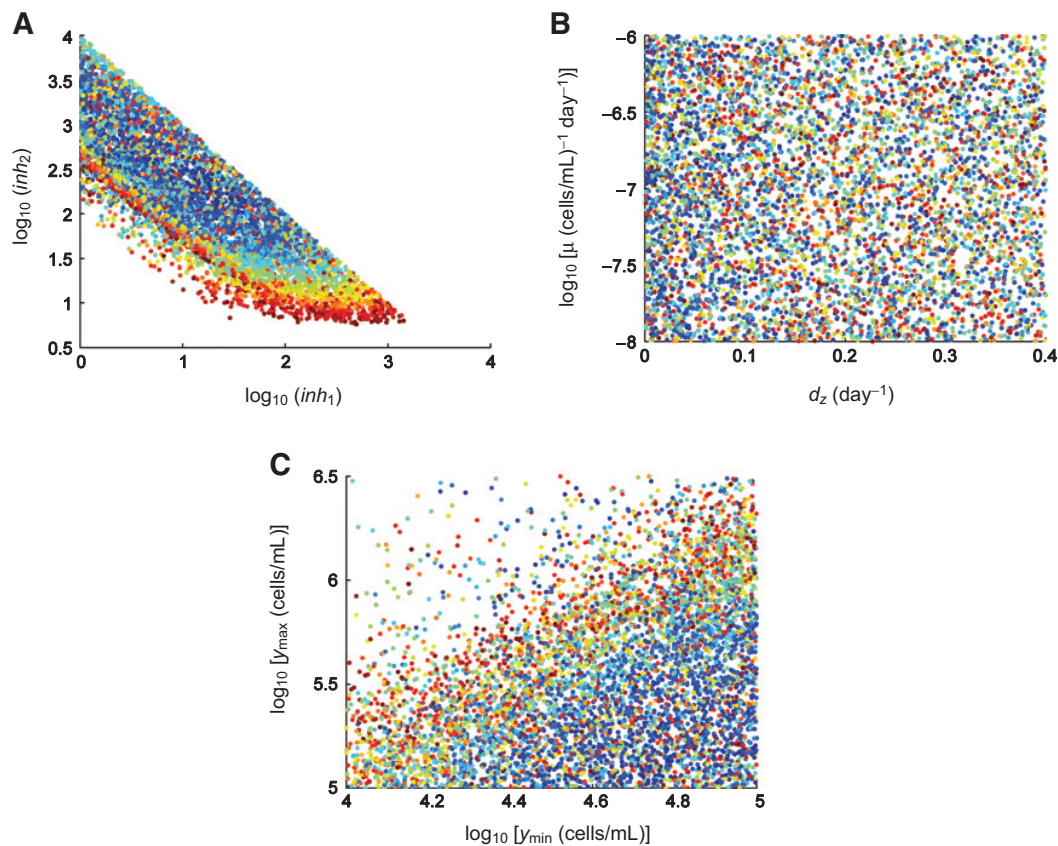 A
4
3.5
3
2.5
2
1.5
1
0.5
log₁₀ (inh₂)
0 1 2 3 4
log₁₀ (inh₁)
B
–6
–6.5
–7
–7.5
–8
log₁₀ [μ (cells/mL)⁻¹ day⁻¹)]
0 0.1 0.2 0.3 0.4
d_z (day⁻¹)
C
6.5
6
5.5
5
log₁₀ [y_max (cells/mL)]
4 4.2 4.4 4.6 4.8 5
log₁₀ [y_min (cells/mL)]